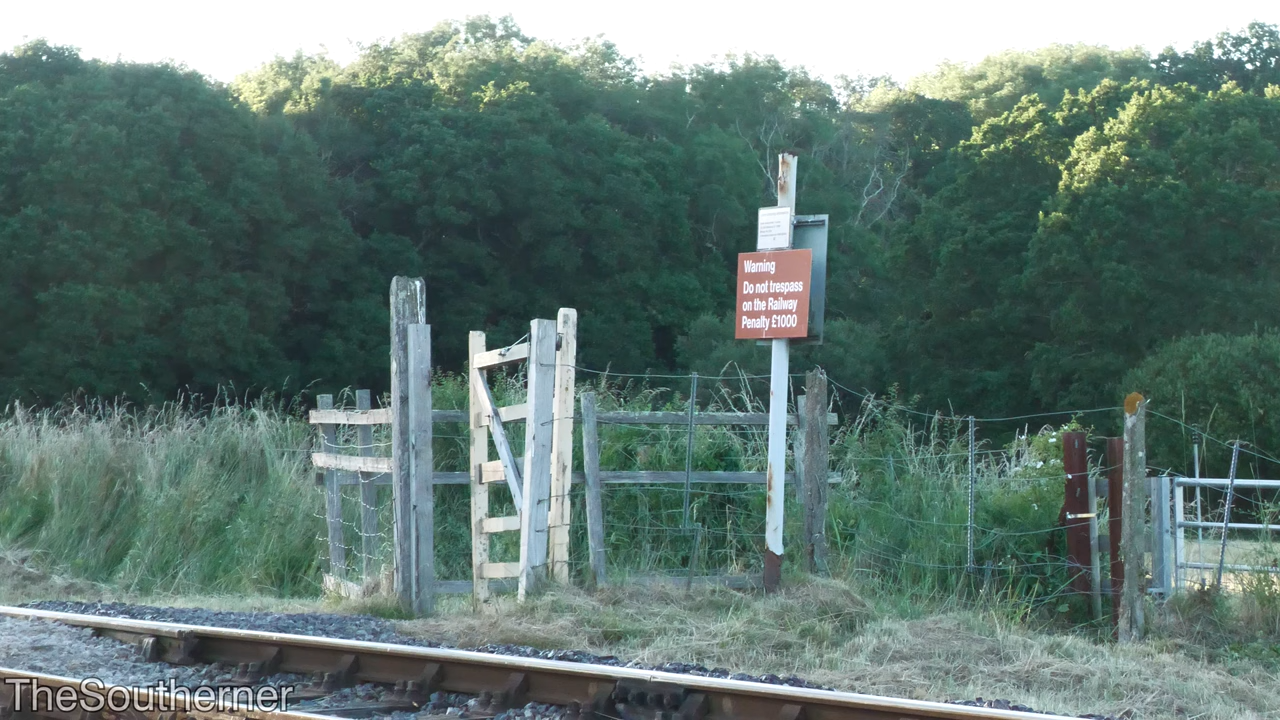 Warning
Do not trespass
on the Railway
Penalty £1000
TheSoutherner